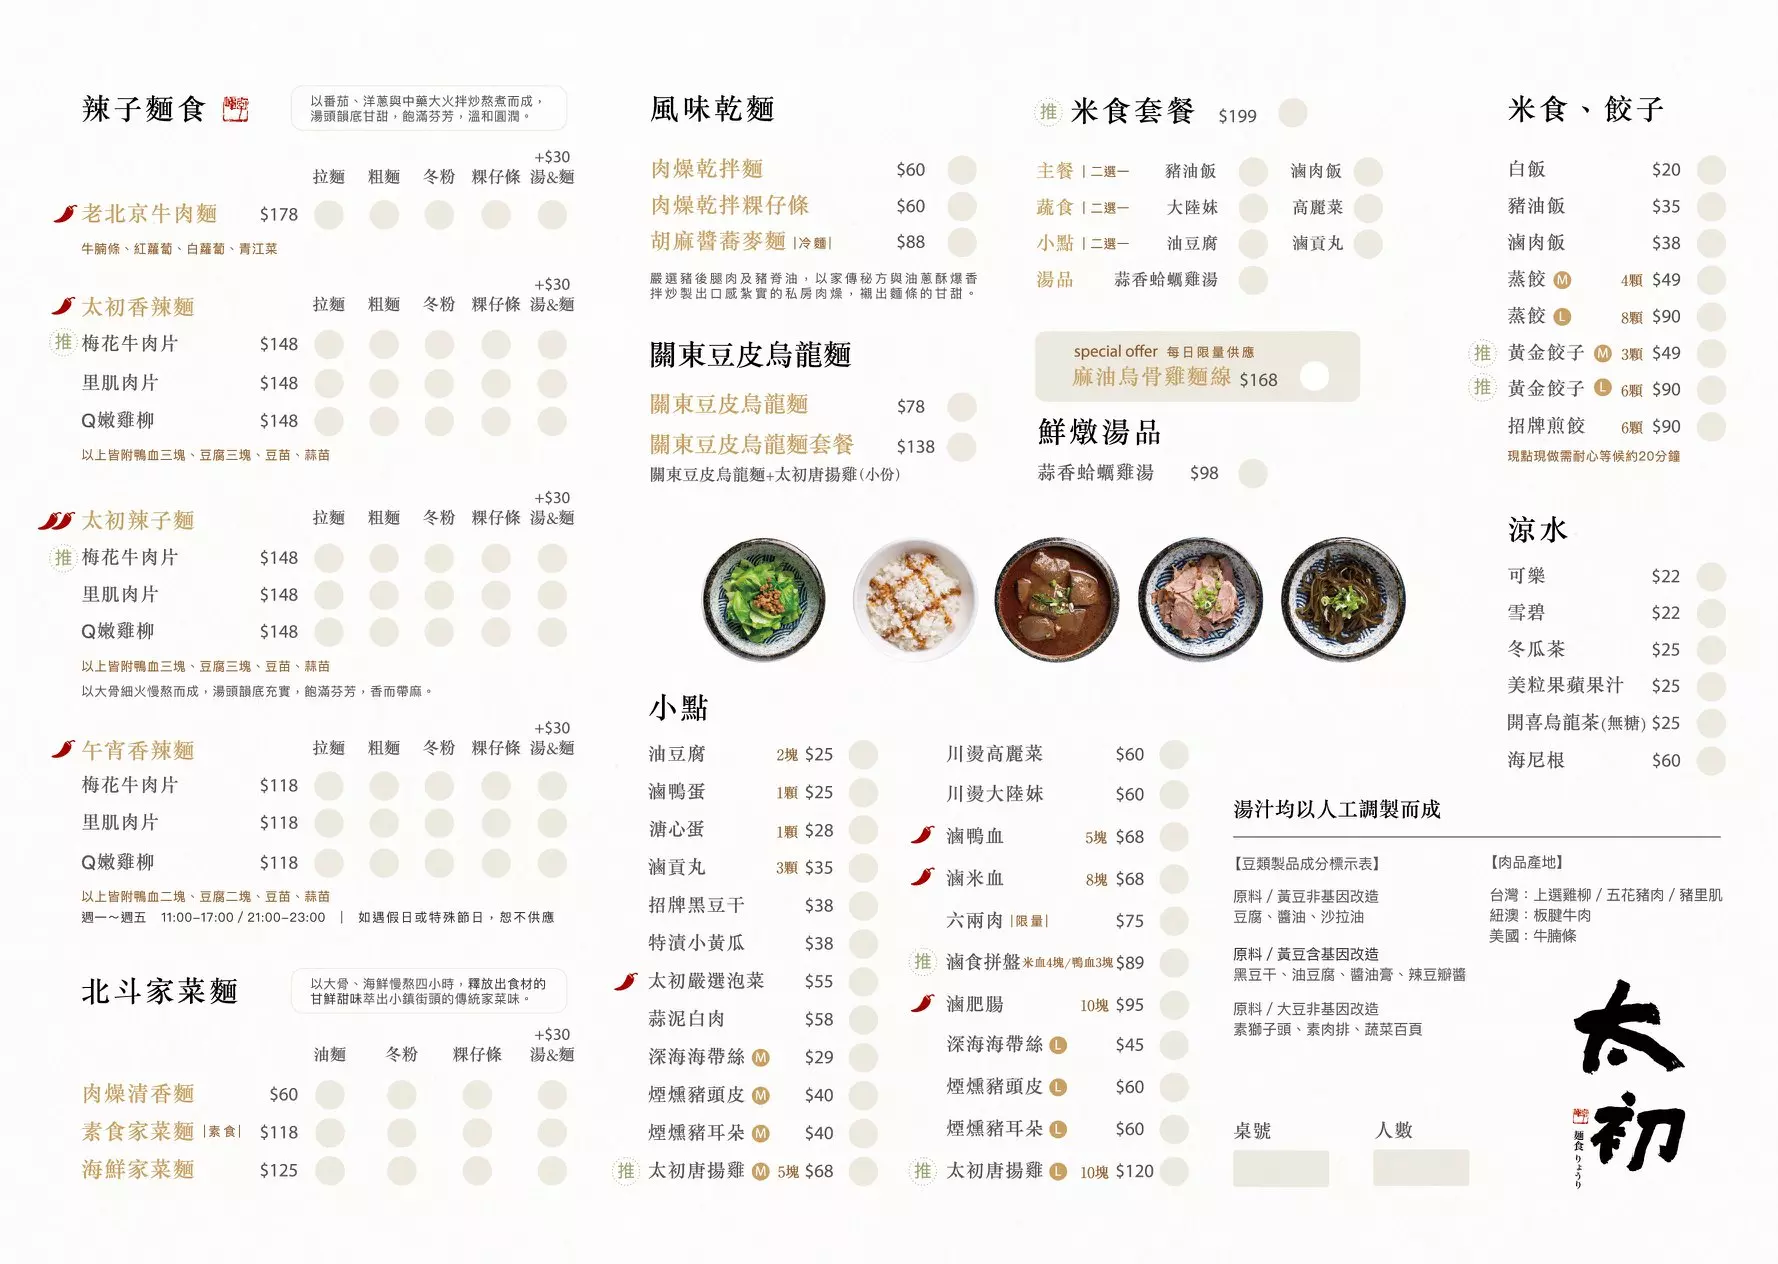 辣子麵食
以番茄、洋蔥與中藥大火拌炒熬煮而成，
湯頭韻底甘甜，飽滿芬芳，溫和圓潤。
+$30
拉麵 粗麵 冬粉 粿仔條 湯&麵
老北京牛肉麵 $178
牛腩條、紅蘿蔔、白蘿蔔、青江菜
+$30
太初香辣麵 拉麵 粗麵 冬粉 粿仔條 湯&麵
推 梅花牛肉片 $148
里肌肉片 $148
Q嫩雞柳 $148
以上皆附鴨血三塊、豆腐三塊、豆苗、蒜苗
+$30
太初辣子麵 拉麵 粗麵 冬粉 粿仔條 湯&麵
推 梅花牛肉片 $148
里肌肉片 $148
Q嫩雞柳 $148
以上皆附鴨血三塊、豆腐三塊、豆苗、蒜苗
以大骨細火慢熬而成，湯頭韻底充實，飽滿芬芳，香而帶麻。
+$30
午宵香辣麵 拉麵 粗麵 冬粉 粿仔條 湯&麵
梅花牛肉片 $118
里肌肉片 $118
Q嫩雞柳 $118
以上皆附鴨血二塊、豆腐二塊、豆苗、蒜苗
週一～週五 11:00–17:00 / 21:00–23:00 | 如遇假日或特殊節日，恕不供應
北斗家菜麵
以大骨、海鮮慢熬四小時，釋放出食材的
甘鮮甜味萃出小鎮街頭的傳統家菜味。
+$30
油麵 冬粉 粿仔條 湯&麵
肉燥清香麵 $60
素食家菜麵 |素食| $118
海鮮家菜麵 $125
風味乾麵
肉燥乾拌麵 $60
肉燥乾拌粿仔條 $60
胡麻醬蕎麥麵 |冷麵| $88
嚴選豬後腿肉及豬脊油，以家傳秘方與油蔥酥爆香
拌炒製出口感紮實的私房肉燥，襯出麵條的甘甜。
關東豆皮烏龍麵
關東豆皮烏龍麵 $78
關東豆皮烏龍麵套餐 $138
關東豆皮烏龍麵+太初唐揚雞(小份)
推 米食套餐 $199
主餐 | 二選一 豬油飯 滷肉飯
蔬食 | 二選一 大陸妹 高麗菜
小點 | 二選一 油豆腐 滷貢丸
湯品 蒜香蛤蠣雞湯
special offer 每日限量供應
麻油烏骨雞麵線 $168
鮮燉湯品
蒜香蛤蠣雞湯 $98
米食、餃子
白飯 $20
豬油飯 $35
滷肉飯 $38
蒸餃 M 4顆 $49
蒸餃 L 8顆 $90
推 黃金餃子 M 3顆 $49
推 黃金餃子 L 6顆 $90
招牌煎餃 6顆 $90
現點現做需耐心等候約20分鐘
涼水
可樂 $22
雪碧 $22
冬瓜茶 $25
美粒果蘋果汁 $25
開喜烏龍茶(無糖) $25
海尼根 $60
小點
油豆腐 2塊 $25
滷鴨蛋 1顆 $25
溏心蛋 1顆 $28
滷貢丸 3顆 $35
招牌黑豆干 $38
特漬小黃瓜 $38
太初嚴選泡菜 $55
蒜泥白肉 $58
深海海帶絲 M $29
煙燻豬頭皮 M $40
煙燻豬耳朵 M $40
推 太初唐揚雞 M 5塊 $68
川燙高麗菜 $60
川燙大陸妹 $60
滷鴨血 5塊 $68
滷米血 8塊 $68
六兩肉 |限量| $75
推 滷食拼盤 米血4塊/鴨血3塊 $89
滷肥腸 10塊 $95
深海海帶絲 L $45
煙燻豬頭皮 L $60
煙燻豬耳朵 L $60
推 太初唐揚雞 L 10塊 $120
湯汁均以人工調製而成
【豆類製品成分標示表】
原料 / 黃豆非基因改造
豆腐、醬油、沙拉油
原料 / 黃豆含基因改造
黑豆干、油豆腐、醬油膏、辣豆瓣醬
原料 / 大豆非基因改造
素獅子頭、素肉排、蔬菜百頁
【肉品產地】
台灣：上選雞柳 / 五花豬肉 / 豬里肌
紐澳：板腱牛肉
美國：牛腩條
桌號 人數
太初
麵食りょうり